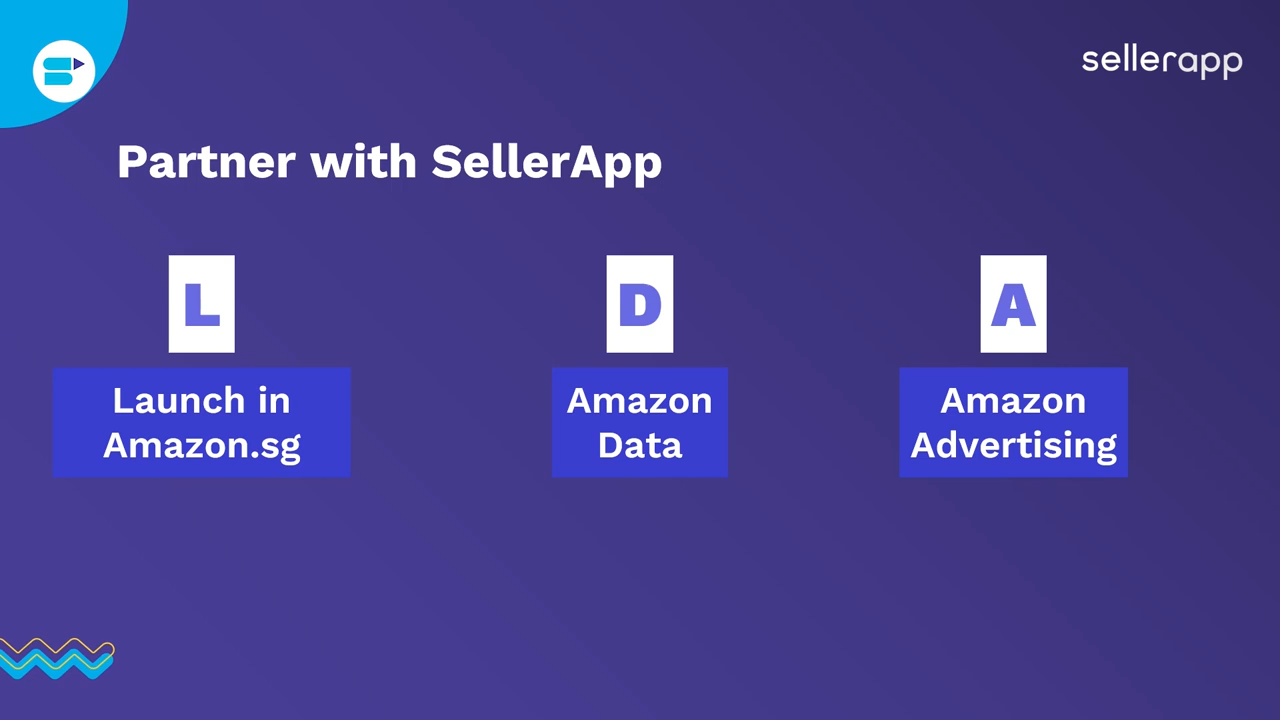 sellerapp
Partner with SellerApp
L
D
A
Launch in
Amazon.sg
Amazon
Data
Amazon
Advertising